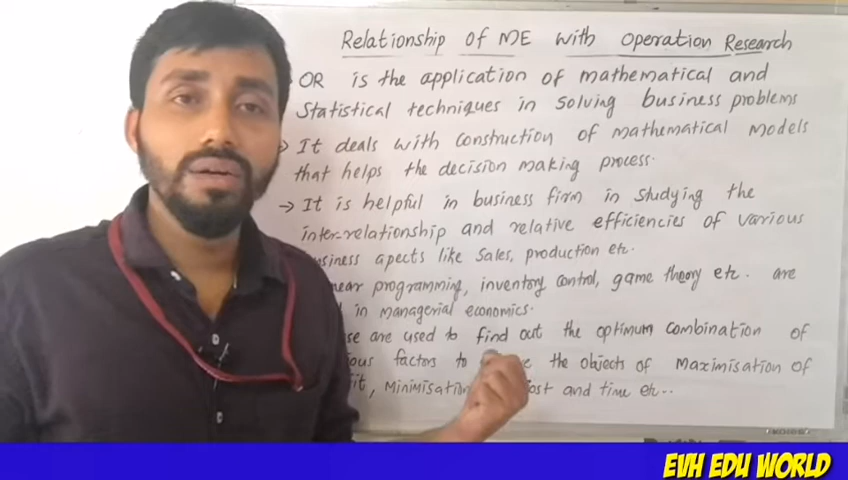 Relationship of ME with Operation Research
OR is the application of mathematical and
Statistical techniques in solving business problems
→ It deals with construction of mathematical models
that helps the decision making process.
→ It is helpful in business firm in studying the
inter-relationship and relative efficiencies of various
business apects like Sales, production etc.
near programming, inventory control, game theory etc. are
in managerial economics.
se are used to find out the optimum combination of
ious factors to the objects of Maximisation of
it, Minimisation cost and time etc..
EVH EDU WORLD